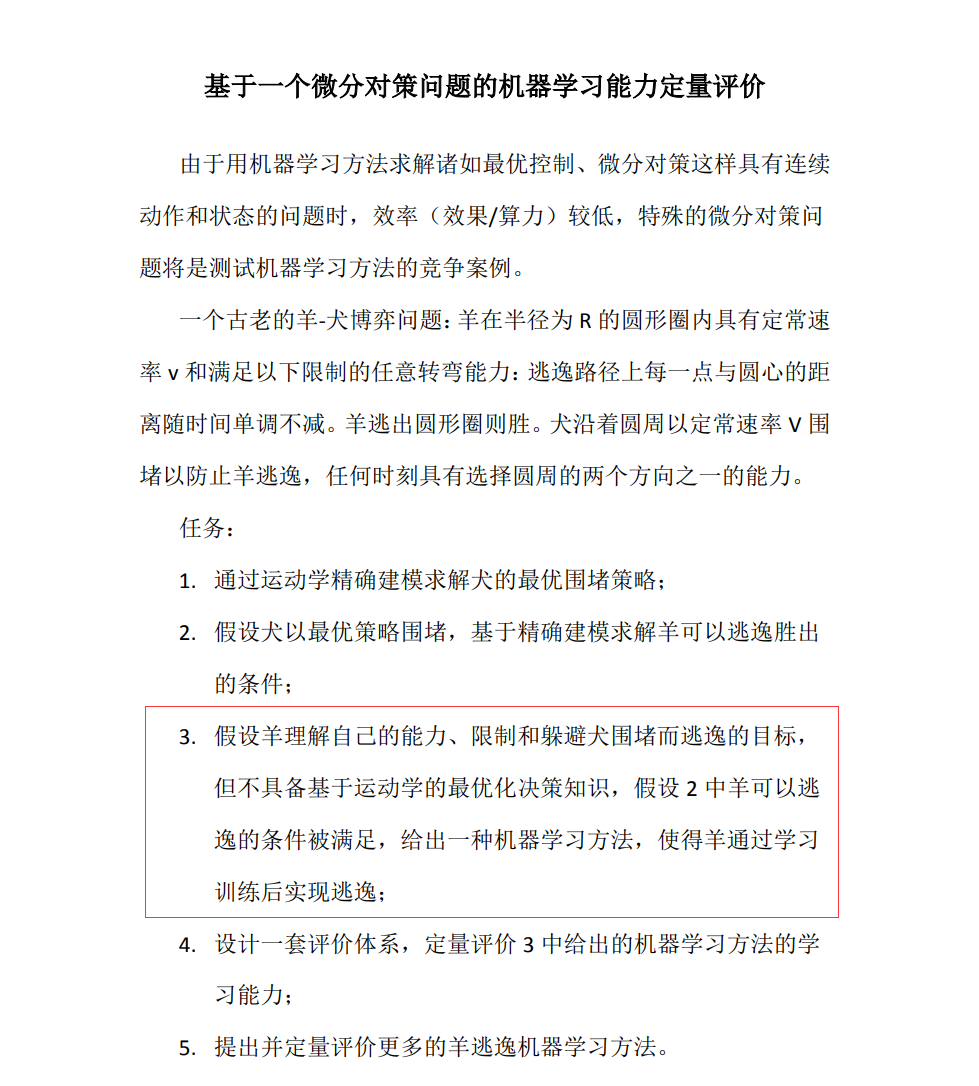 基于一个微分对策问题的机器学习能力定量评价
由于用机器学习方法求解诸如最优控制、微分对策这样具有连续
动作和状态的问题时，效率（效果/算力）较低，特殊的微分对策问
题将是测试机器学习方法的竞争案例。
一个古老的羊-犬博弈问题：羊在半径为 R 的圆形圈内具有定常速
率 v 和满足以下限制的任意转弯能力：逃逸路径上每一点与圆心的距
离随时间单调不减。羊逃出圆形圈则胜。犬沿着圆周以定常速率 V 围
堵以防止羊逃逸，任何时刻具有选择圆周的两个方向之一的能力。
任务：
1. 通过运动学精确建模求解犬的最优围堵策略；
2. 假设犬以最优策略围堵，基于精确建模求解羊可以逃逸胜出
的条件；
3. 假设羊理解自己的能力、限制和躲避犬围堵而逃逸的目标，
但不具备基于运动学的最优化决策知识，假设 2 中羊可以逃
逸的条件被满足，给出一种机器学习方法，使得羊通过学习
训练后实现逃逸；
4. 设计一套评价体系，定量评价 3 中给出的机器学习方法的学
习能力；
5. 提出并定量评价更多的羊逃逸机器学习方法。